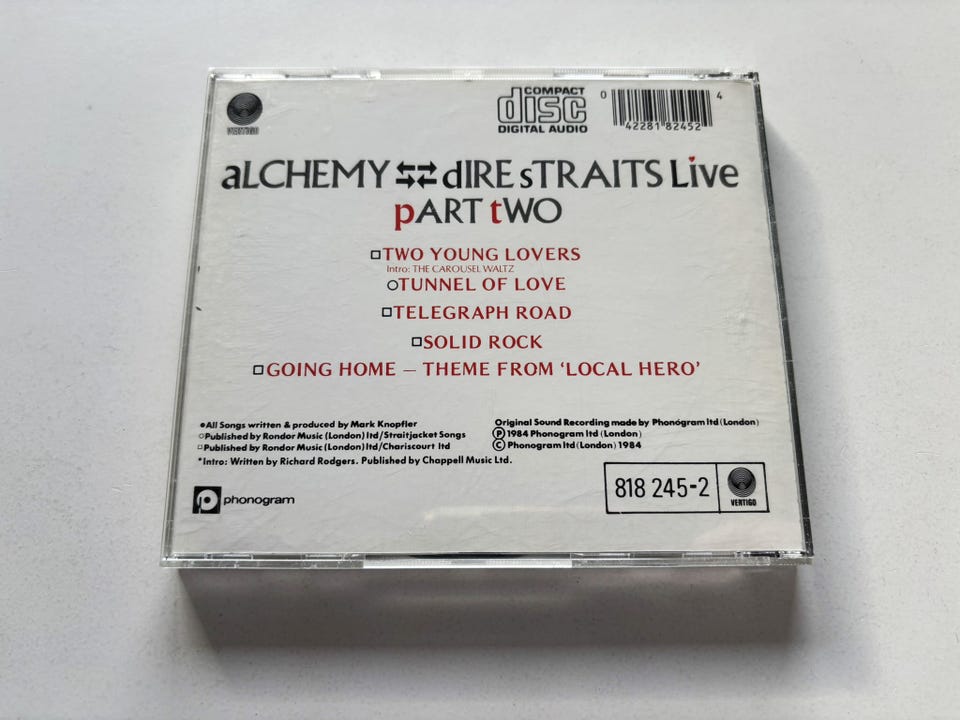 VERTIGO
COMPACT
disc
DIGITAL AUDIO
0 42281 82452 4
aLCHEMY dIRE sTRAITS Live
pART tWO
TWO YOUNG LOVERS
Intro: THE CAROUSEL WALTZ
TUNNEL OF LOVE
TELEGRAPH ROAD
SOLID ROCK
GOING HOME – THEME FROM ‘LOCAL HERO’
All Songs written & produced by Mark Knopfler
Published by Rondor Music (London) ltd/Straitjacket Songs
Published by Rondor Music (London) ltd/Chariscourt ltd
*Intro: Written by Richard Rodgers. Published by Chappell Music Ltd.
Original Sound Recording made by Phonogram ltd (London)
Ⓟ 1984 Phonogram ltd (London)
© Phonogram ltd (London) 1984
phonogram
818 245-2
VERTIGO